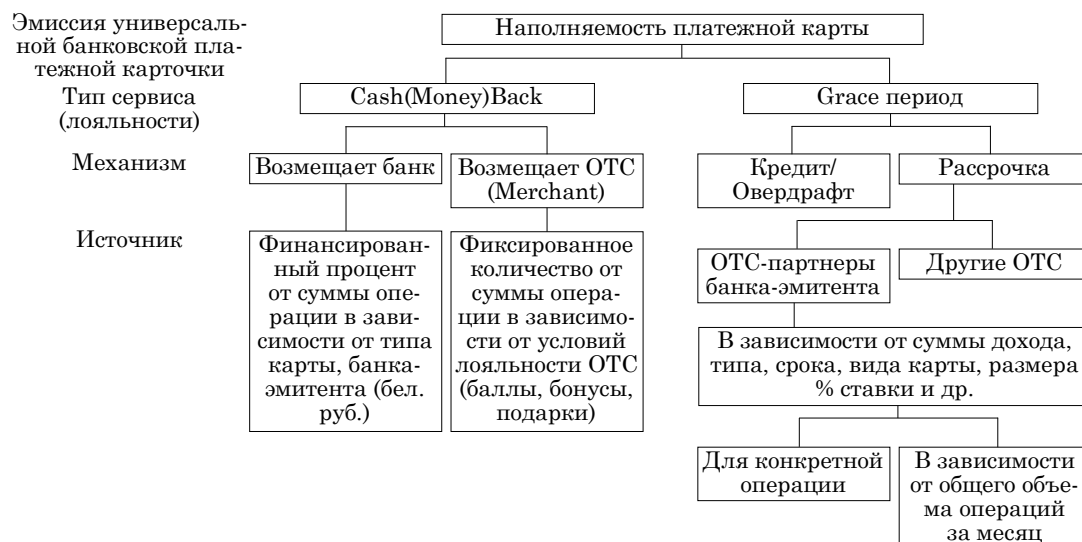 Эмиссия универсаль-
ной банковской пла-
тежной карточки
Наполняемость платежной карты
Тип сервиса
(лояльности)
Cash(Money)Back
Grace период
Механизм
Возмещает банк
Возмещает ОТС
(Merchant)
Кредит/
Овердрафт
Рассрочка
Источник
Финансирован-
ный процент
от суммы опе-
рации в зави-
симости от типа
карты, банка-
эмитента (бел.
руб.)
Фиксированное
количество от
суммы опера-
ции в зависимо-
сти от условий
лояльности ОТС
(баллы, бонусы,
подарки)
ОТС-партнеры
банка-эмитента
Другие ОТС
В зависимости от суммы дохода,
типа, срока, вида карты, размера
% ставки и др.
Для конкретной
операции
В зависимости
от общего объе-
ма операций
за месяц